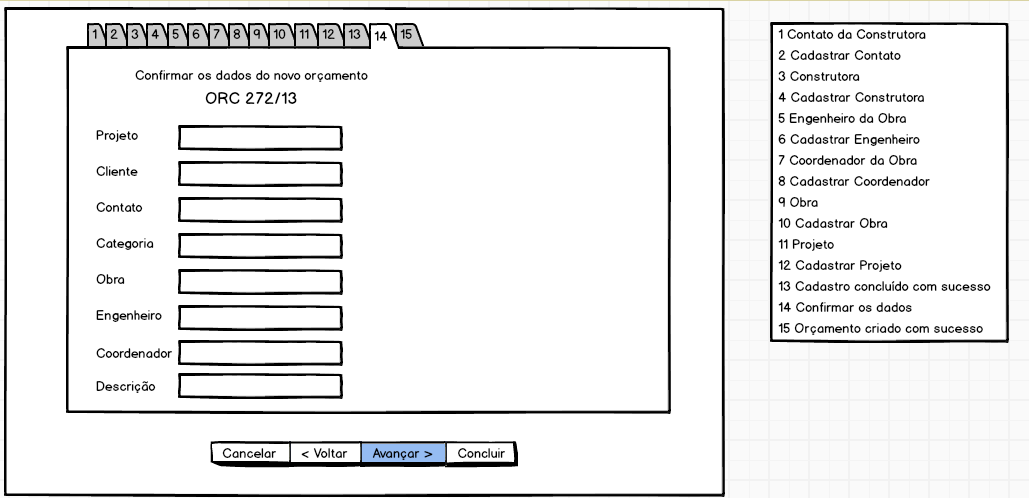 1 2 3 4 5 6 7 8 9 10 11 12 13 14 15
Confirmar os dados do novo orçamento
ORC 272/13
Projeto
Cliente
Contato
Categoria
Obra
Engenheiro
Coordenador
Descrição
Cancelar < Voltar Avançar > Concluir
1 Contato da Construtora
2 Cadastrar Contato
3 Construtora
4 Cadastrar Construtora
5 Engenheiro da Obra
6 Cadastrar Engenheiro
7 Coordenador da Obra
8 Cadastrar Coordenador
9 Obra
10 Cadastrar Obra
11 Projeto
12 Cadastrar Projeto
13 Cadastro concluído com sucesso
14 Confirmar os dados
15 Orçamento criado com sucesso